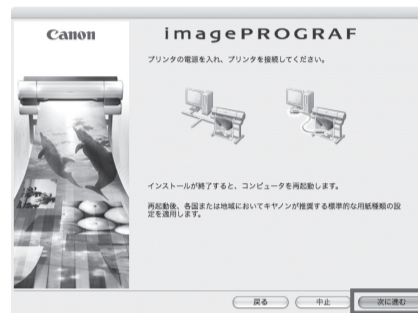 Canon
imagePROGRAF
プリンタの電源を入れ、プリンタを接続してください。
インストールが終了すると、コンピュータを再起動します。
再起動後、各国または地域においてキヤノンが推奨する標準的な用紙種類の設
定を適用します。
戻る
中止
次に進む